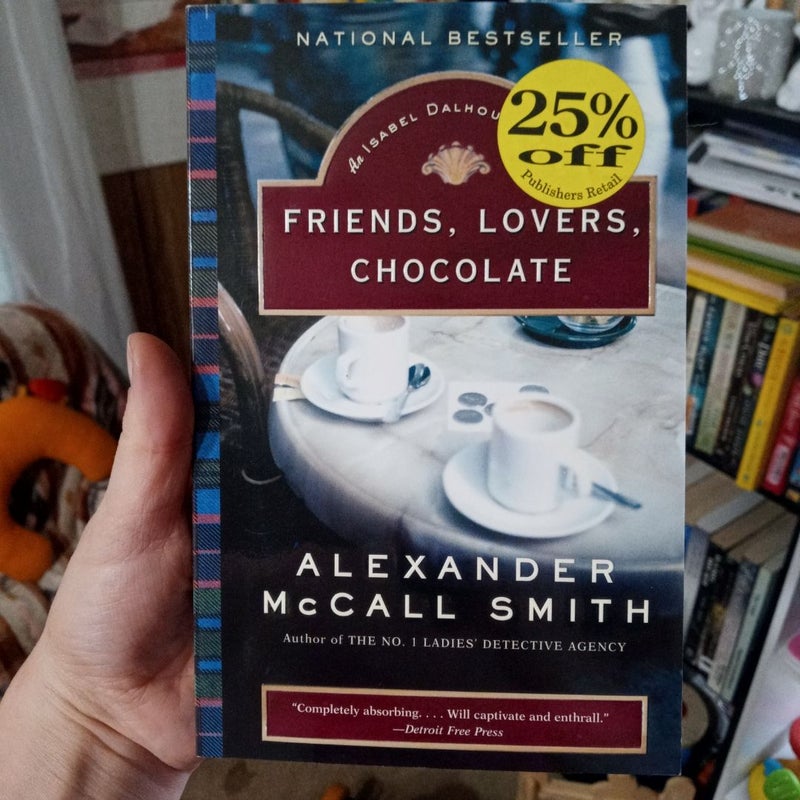 NATIONAL BESTSELLER
An ISABEL DALHOU
25%
off
Publishers Retail
FRIENDS, LOVERS,
CHOCOLATE
ALEXANDER
McCALL SMITH
Author of THE NO. 1 LADIES' DETECTIVE AGENCY
"Completely absorbing. . . . Will captivate and enthrall."
—Detroit Free Press